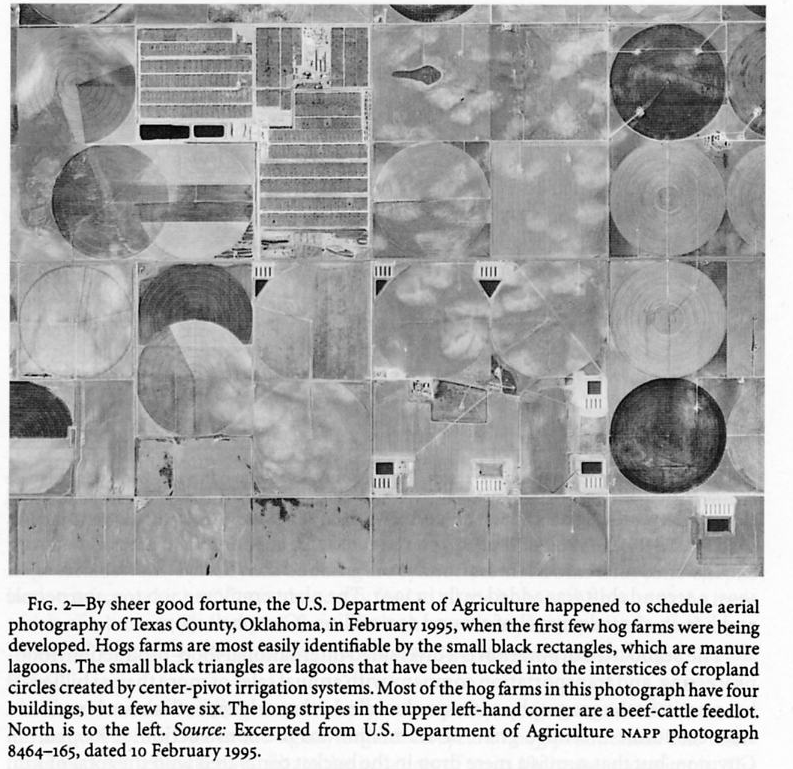 FIG. 2—By sheer good fortune, the U.S. Department of Agriculture happened to schedule aerial
photography of Texas County, Oklahoma, in February 1995, when the first few hog farms were being
developed. Hogs farms are most easily identifiable by the small black rectangles, which are manure
lagoons. The small black triangles are lagoons that have been tucked into the interstices of cropland
circles created by center-pivot irrigation systems. Most of the hog farms in this photograph have four
buildings, but a few have six. The long stripes in the upper left-hand corner are a beef-cattle feedlot.
North is to the left. Source: Excerpted from U.S. Department of Agriculture NAPP photograph
8464–165, dated 10 February 1995.